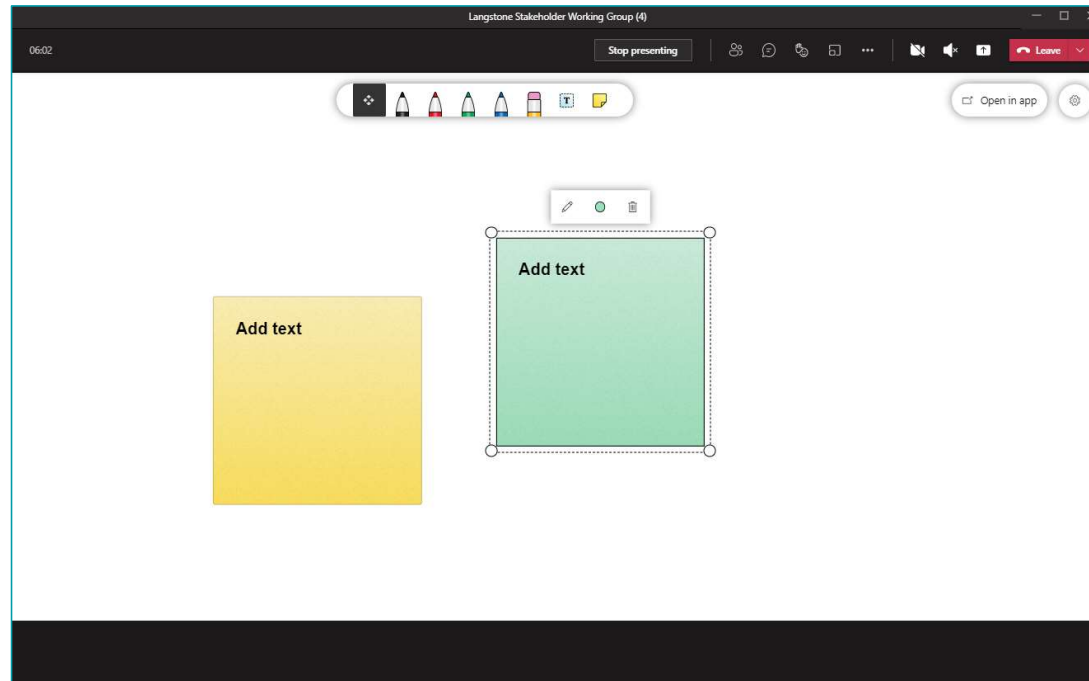 Langstone Stakeholder Working Group (4)
06:02
Stop presenting
Leave
T
Open in app
Add text
Add text